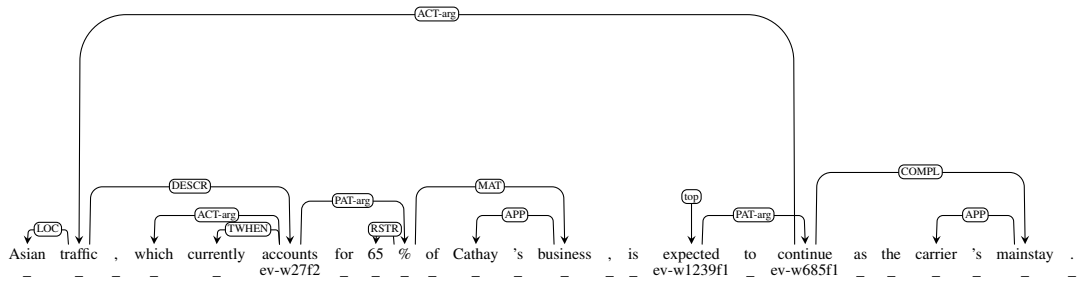 ACT-arg
COMPL
DESCR MAT
PAT-arg top
ACT-arg APP PAT-arg APP
LOC TWHEN RSTR
Asian traffic , which currently accounts for 65 % of Cathay 's business , is expected to continue as the carrier 's mainstay .
_ _ _ _ _ ev-w27f2 _ _ _ _ _ _ _ _ _ ev-w1239f1 _ ev-w685f1 _ _ _ _ _ _